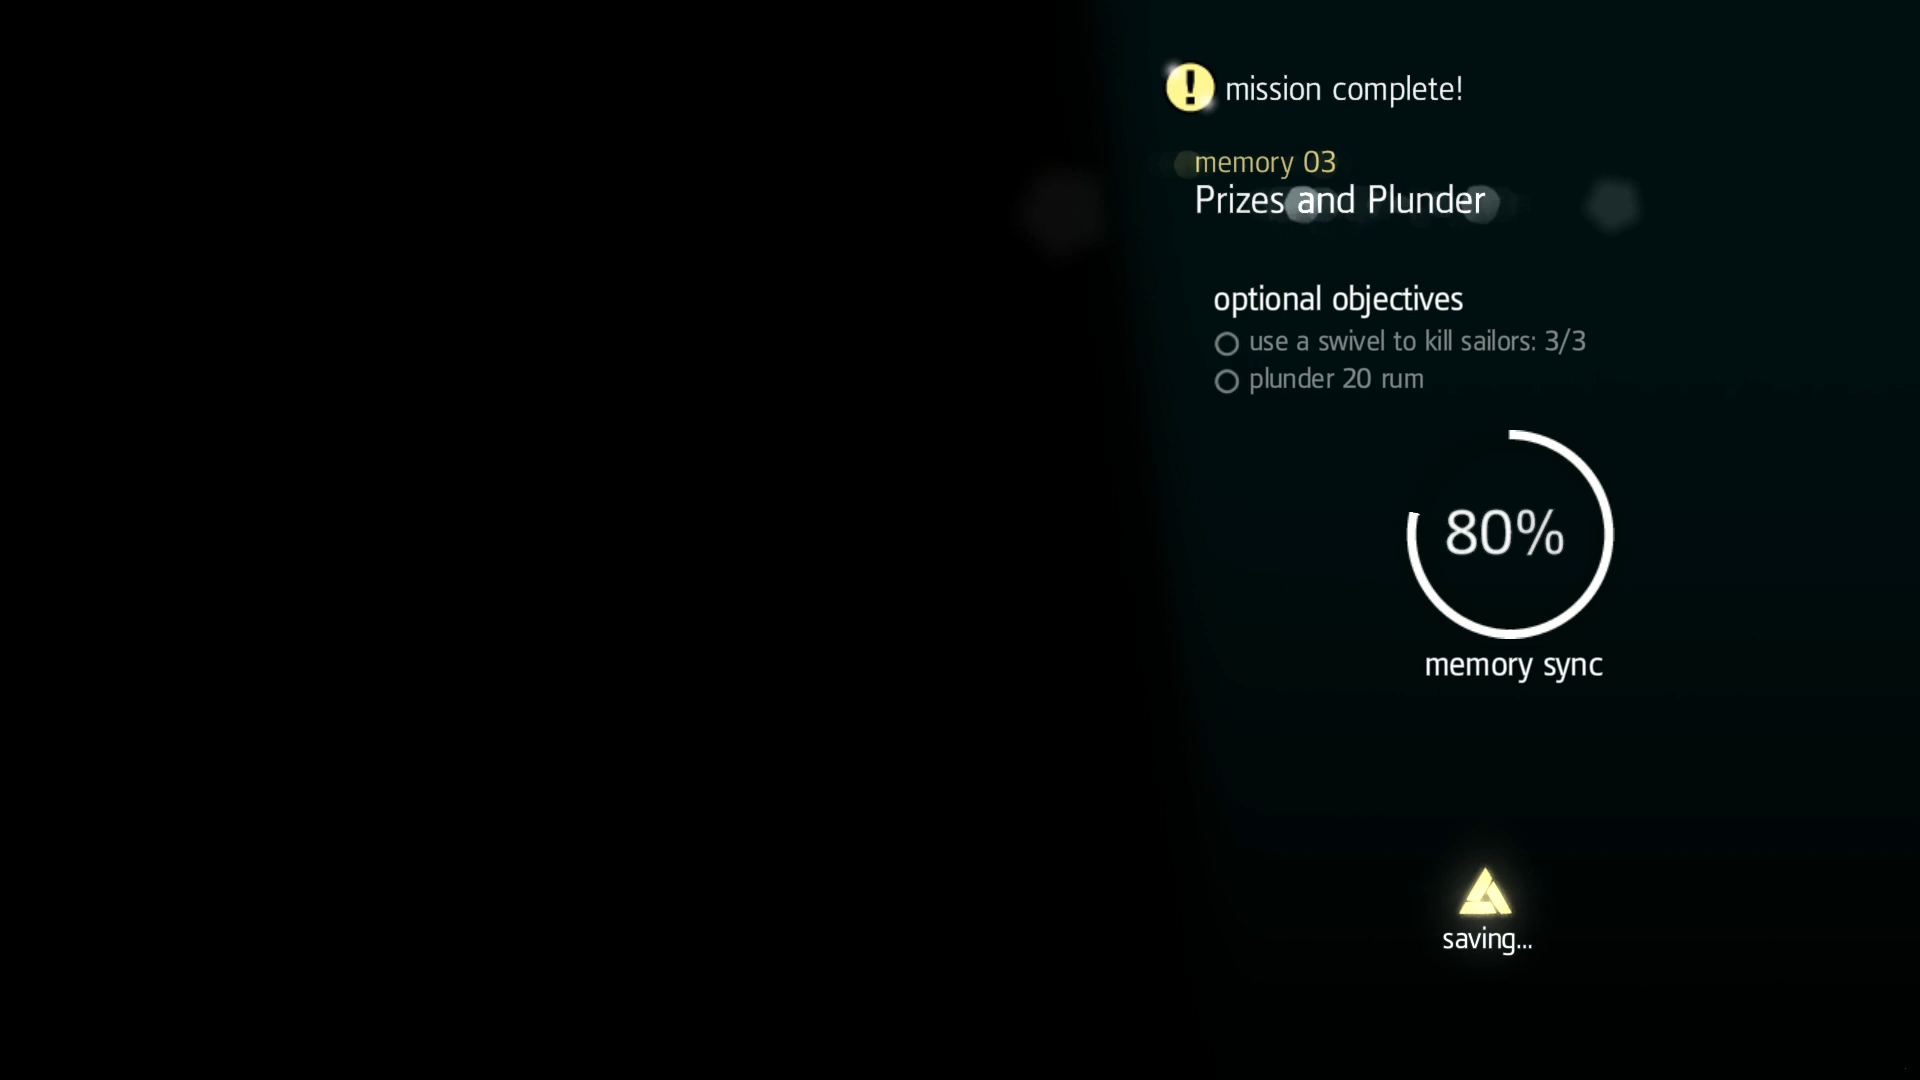 mission complete!
memory 03
Prizes and Plunder
optional objectives
use a swivel to kill sailors: 3/3
plunder 20 rum
80%
memory sync
saving...